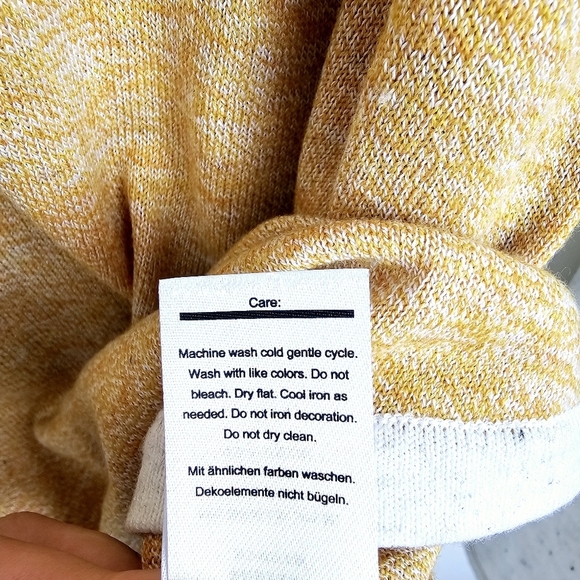 Care:
Machine wash cold gentle cycle.
Wash with like colors. Do not
bleach. Dry flat. Cool iron as
needed. Do not iron decoration.
Do not dry clean.
Mit ähnlichen farben waschen.
Dekoelemente nicht bügeln.